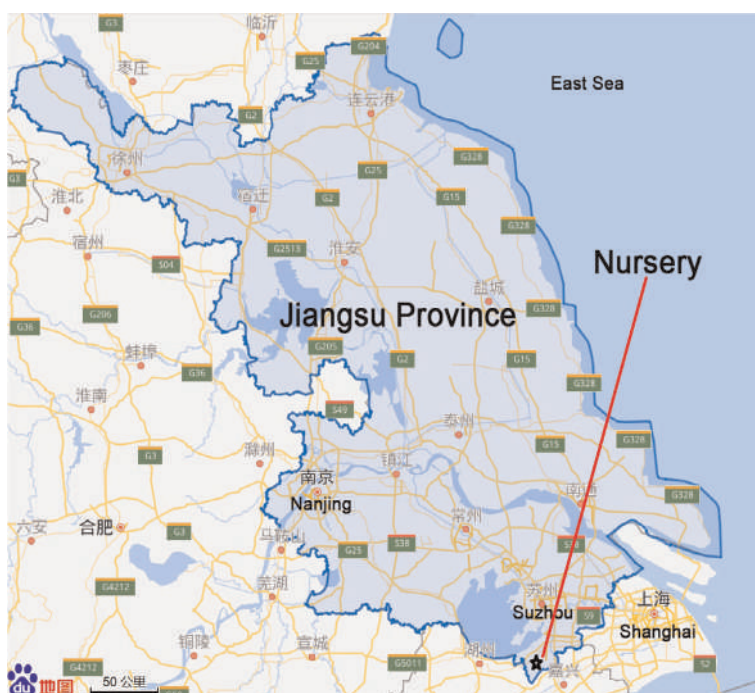 G3
临沂
G204
G25
枣庄
East Sea
连云港
G2
徐州
G328
G3
G25
淮北
宿迁
G2
G15
G328
宿州
G2513
淮安
S04
Nursery
盐城
G206
Jiangsu Province
G328
G36
蚌埠
G205
G2
G15
G36
G328
淮南
S49
泰州
G328
滁州
G15
G3
镇江
南京
南通
G328
Nanjing
六安
合肥
常州
G3
马鞍山
G25
S38
G4212
芜湖
苏州
上海
Suzhou
S9
Shanghai
铜陵
宣城
湖州
G4212
G5011
嘉兴
S2
du 地图
50 公里